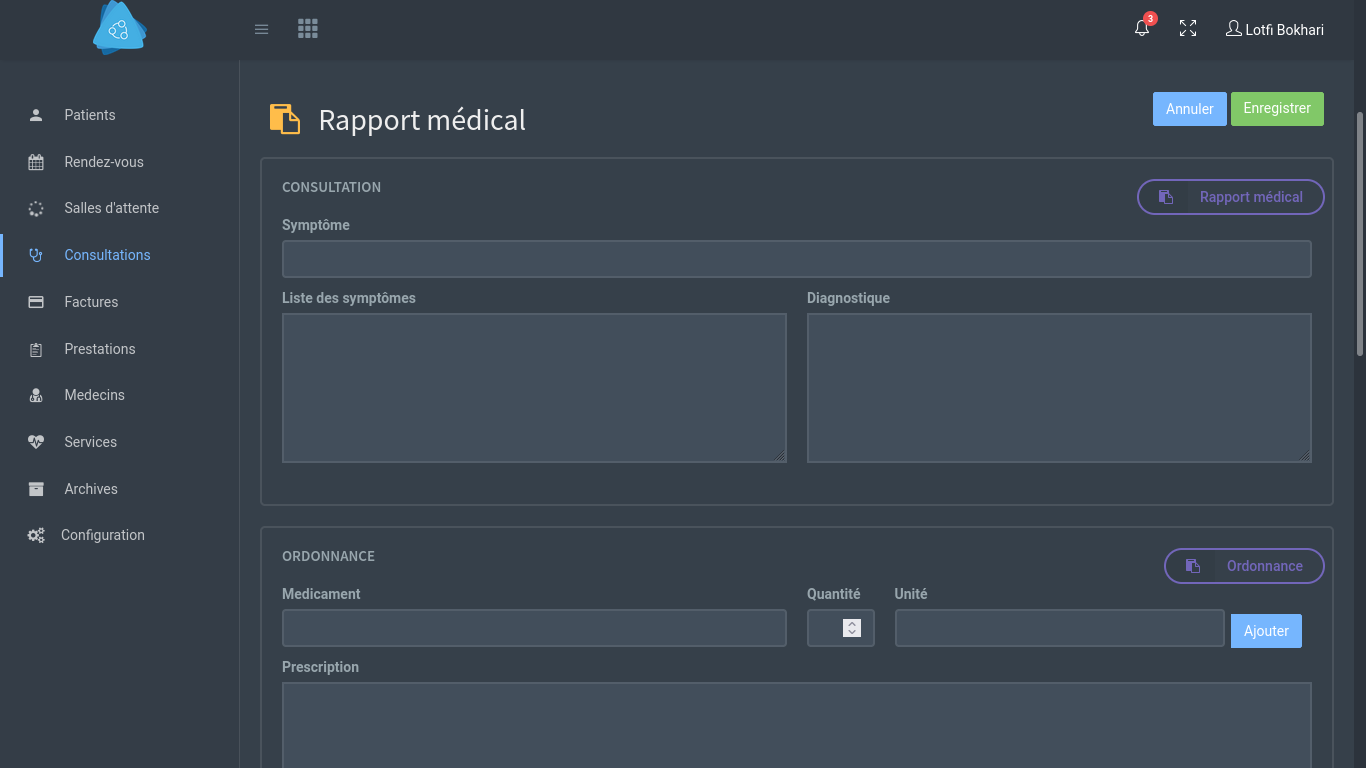 3
Lotfi Bokhari
Patients
Rendez-vous
Salles d'attente
Consultations
Factures
Prestations
Medecins
Services
Archives
Configuration
Rapport médical
Annuler
Enregistrer
CONSULTATION
Rapport médical
Symptôme
Liste des symptômes
Diagnostique
ORDONNANCE
Ordonnance
Medicament
Quantité
Unité
Ajouter
Prescription